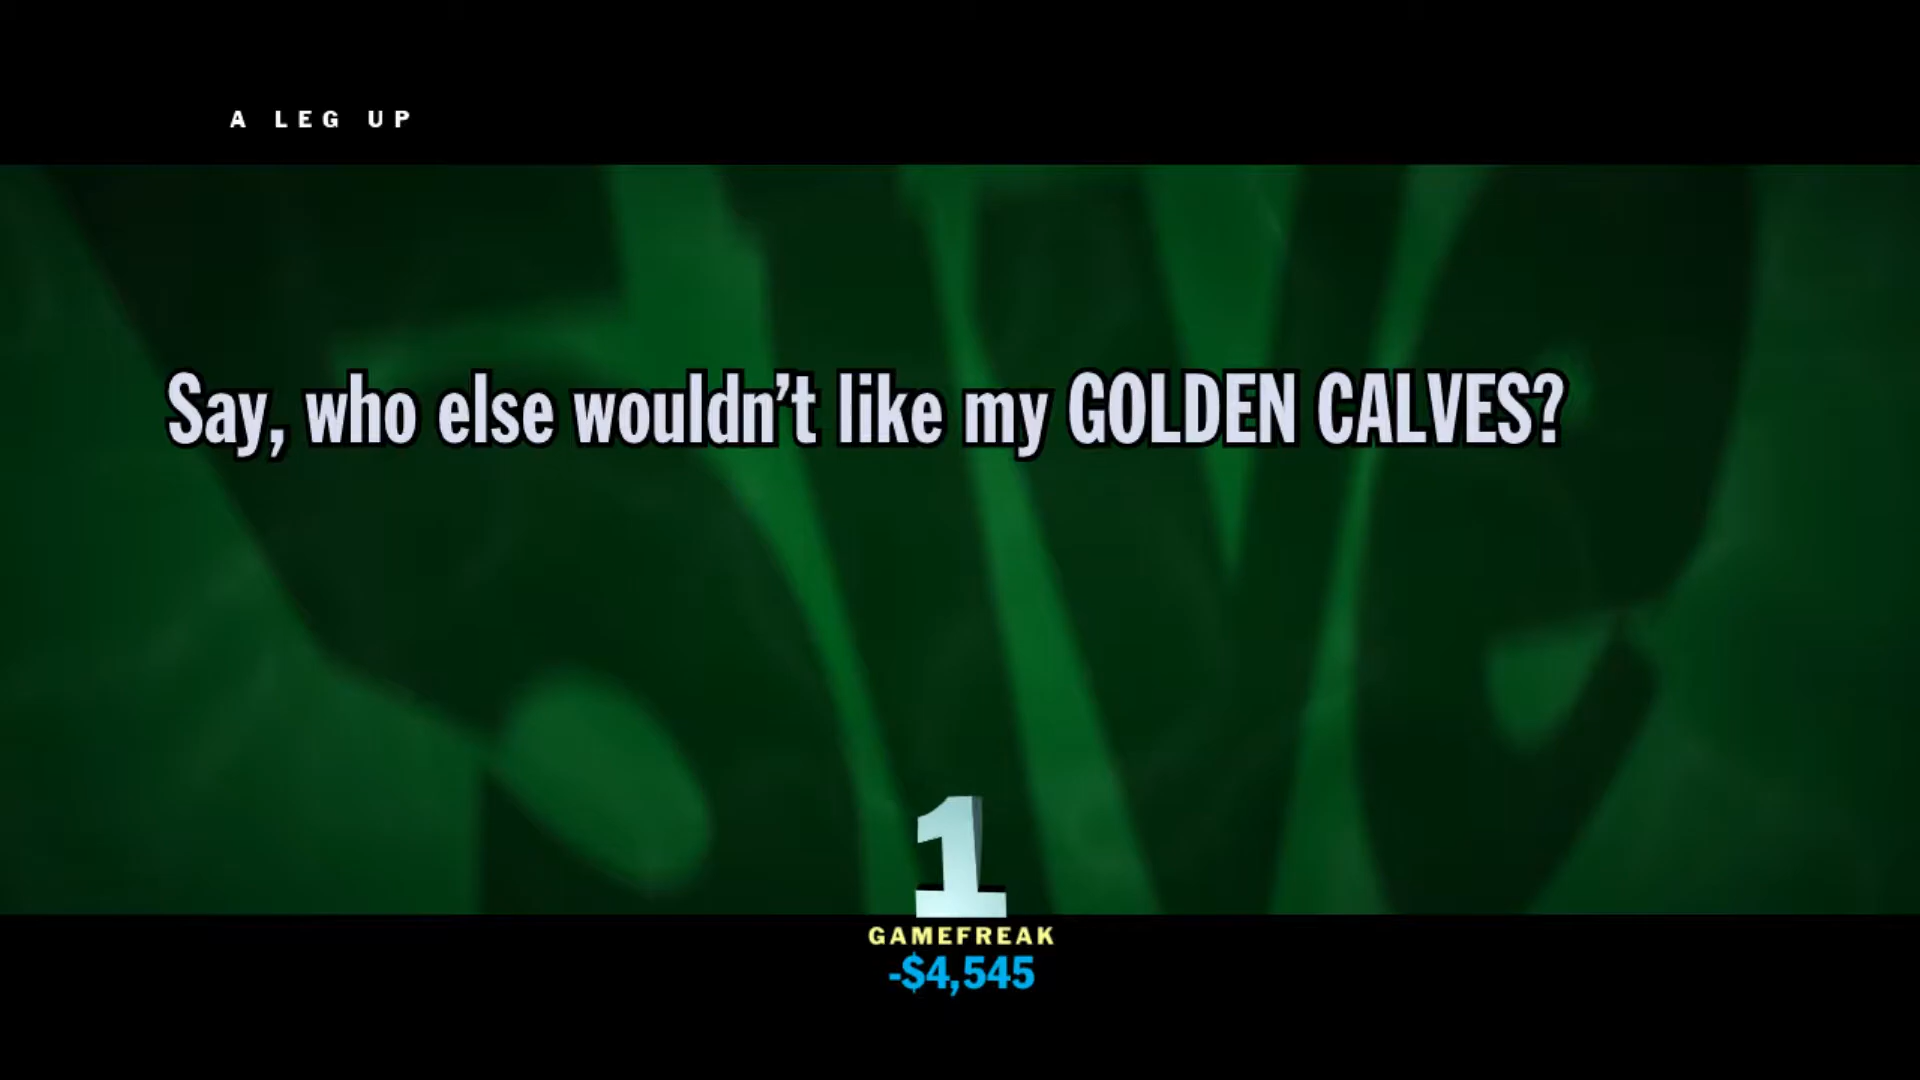 A LEG UP
Say, who else wouldn't like my GOLDEN CALVES?
1
GAMEFREAK
-$4,545